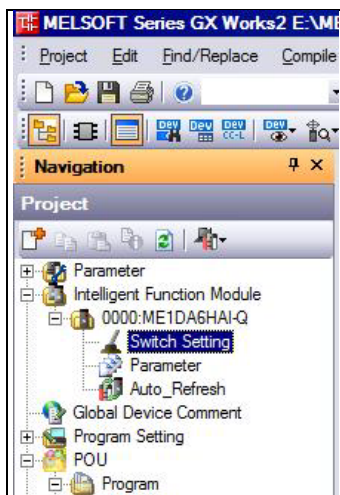 MELSOFT Series GX Works2 E:\ME
Project Edit Find/Replace Compile
Navigation
Project
Parameter
Intelligent Function Module
0000:ME1DA6HAI-Q
Switch Setting
Parameter
Auto_Refresh
Global Device Comment
Program Setting
POU
Program